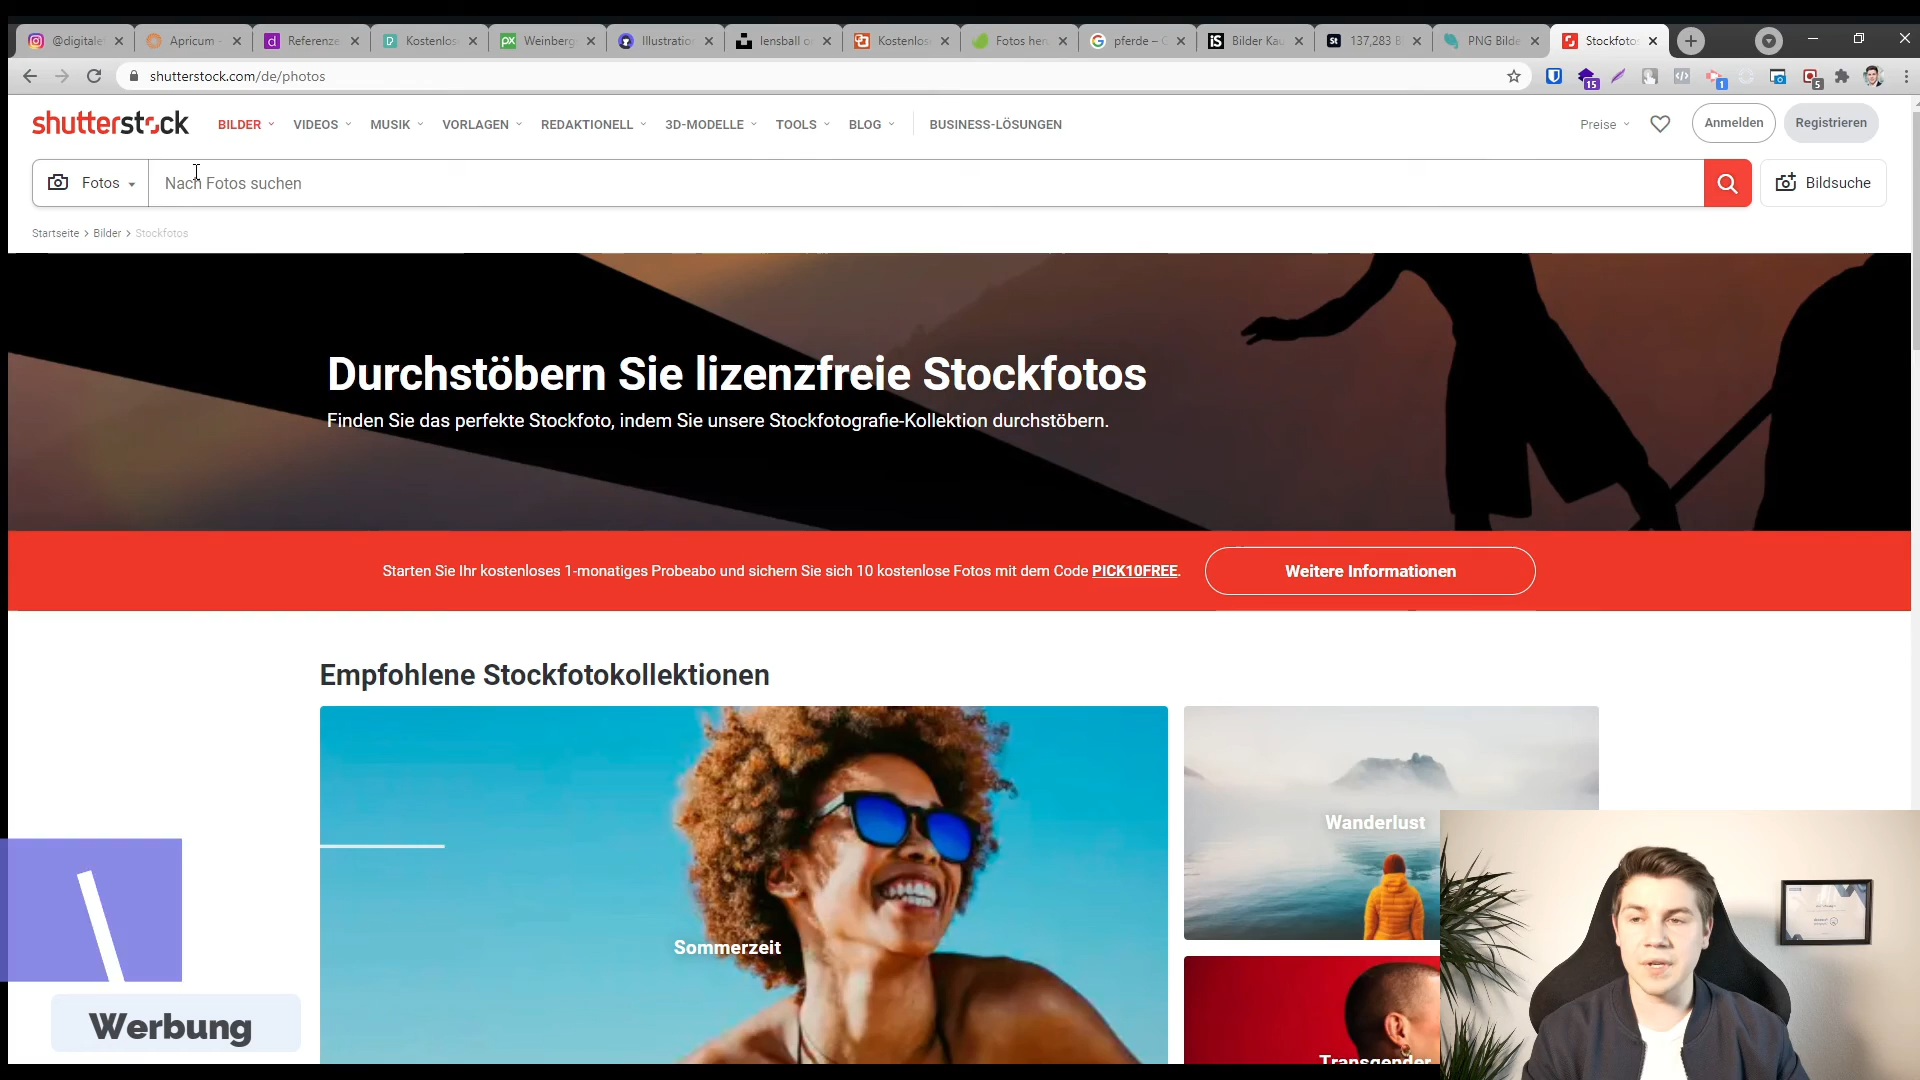 @digitale
Apricum -
Referenze
Kostenlos
Weinberg
Illustration
lensball o
Kostenlos
Fotos her
pferde –
Bilder Kau
137,283 B
PNG Bilde
Stockfoto
shutterstock.com/de/photos
15
1
5
shutterstock
BILDER
VIDEOS
MUSIK
VORLAGEN
REDAKTIONELL
3D-MODELLE
TOOLS
BLOG
BUSINESS-LÖSUNGEN
Preise
Anmelden
Registrieren
Fotos
Nach Fotos suchen
Bildsuche
Startseite > Bilder > Stockfotos
Durchstöbern Sie lizenzfreie Stockfotos
Finden Sie das perfekte Stockfoto, indem Sie unsere Stockfotografie-Kollektion durchstöbern.
Starten Sie Ihr kostenloses 1-monatiges Probeabo und sichern Sie sich 10 kostenlose Fotos mit dem Code PICK10FREE.
Weitere Informationen
Empfohlene Stockfotokollektionen
Wanderlust
Sommerzeit
Transgender
Werbung